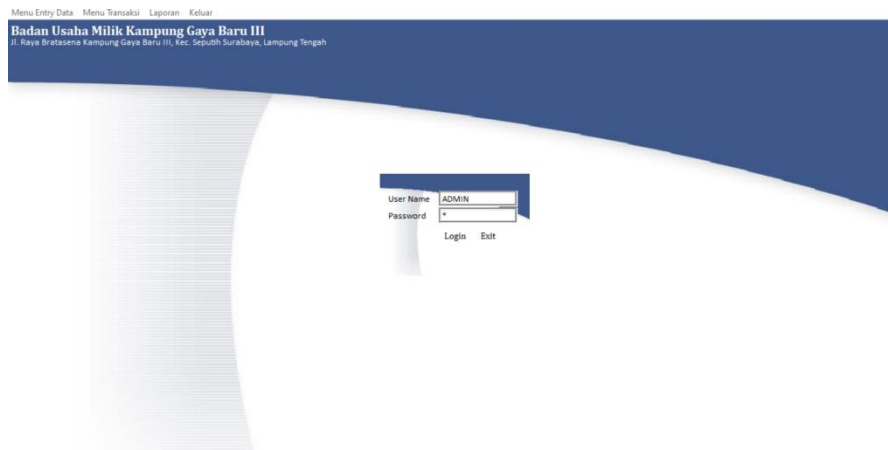 Menu Entry Data Menu Transaksi Laporan Keluar
Badan Usaha Milik Kampung Gaya Baru III
Jl. Raya Bratasena Kampung Gaya Baru III, Kec. Seputih Surabaya, Lampung Tengah
User Name ADMIN
Password *
Login Exit